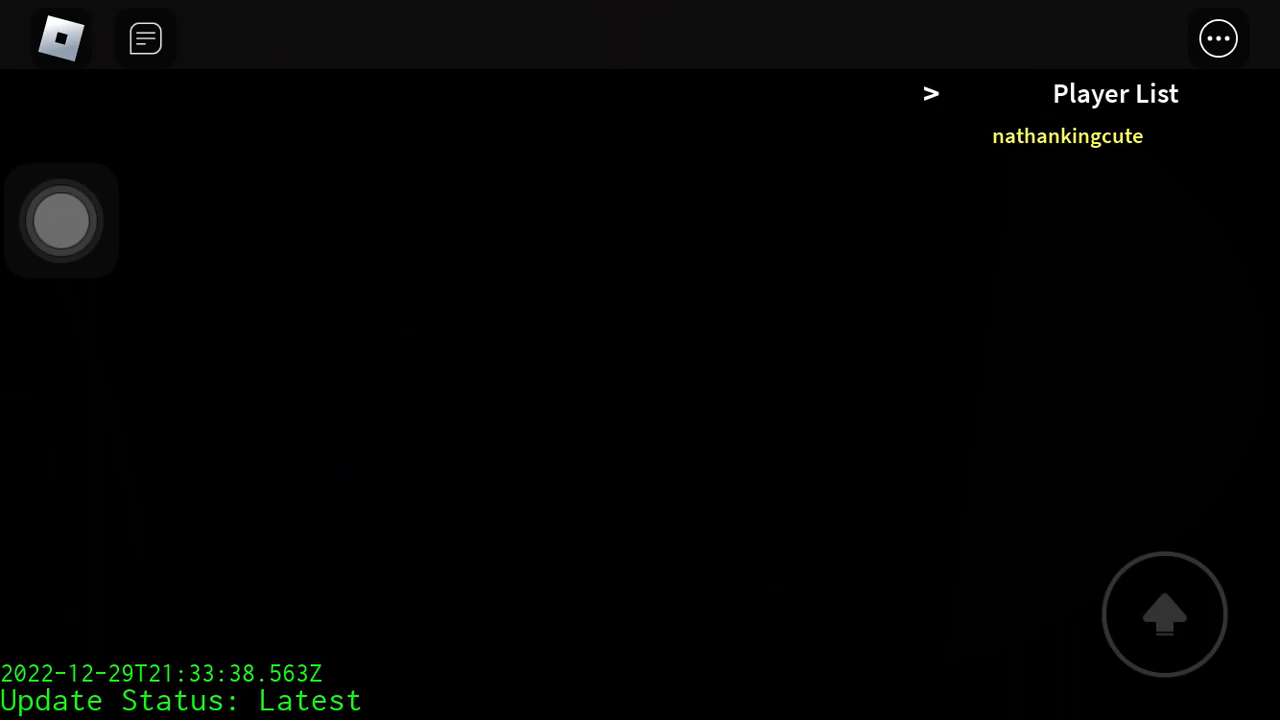 > Player List
nathankingcute
2022-12-29T21:33:38.563Z
Update Status: Latest